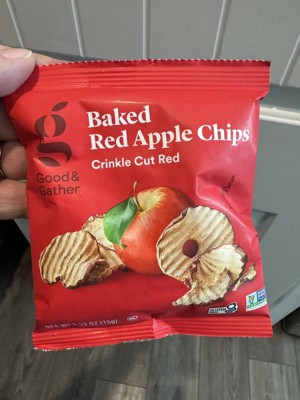 g
Good&
Gather
Baked
Red Apple Chips
Crinkle Cut Red